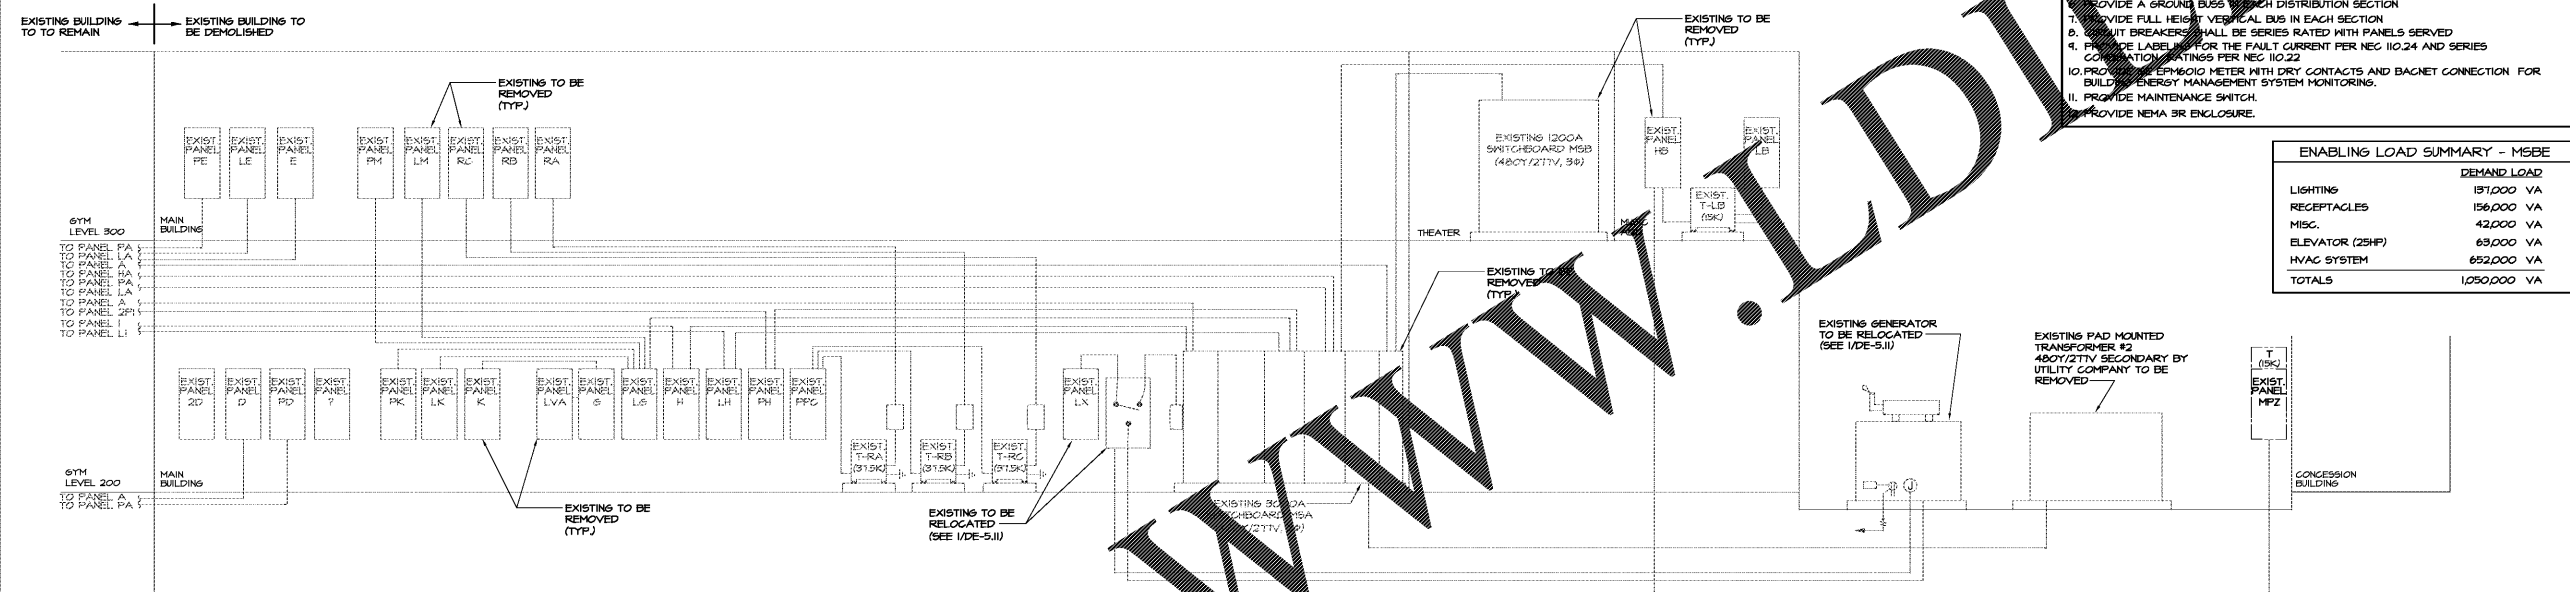 EXISTING BUILDING
TO TO REMAIN
EXISTING BUILDING TO
BE DEMOLISHED
EXISTING TO BE
REMOVED
(TYP.)
EXISTING TO BE
REMOVED
(TYP.)
PROVIDE A GROUND BUSS IN EACH DISTRIBUTION SECTION
7. PROVIDE FULL HEIGHT VERTICAL BUS IN EACH SECTION
8. CIRCUIT BREAKERS SHALL BE SERIES RATED WITH PANELS SERVED
9. PROVIDE LABELING FOR THE FAULT CURRENT PER NEC 110.24 AND SERIES
COMBINATION RATINGS PER NEC 110.22
10. PROVIDE GE EPM6010 METER WITH DRY CONTACTS AND BACNET CONNECTION FOR
BUILDING ENERGY MANAGEMENT SYSTEM MONITORING.
11. PROVIDE MAINTENANCE SWITCH.
PROVIDE NEMA 3R ENCLOSURE.
EXIST. PANEL PE
EXIST. PANEL LE
EXIST. PANEL E
EXIST. PANEL PM
EXIST. PANEL LM
EXIST. PANEL RC
EXIST. PANEL RB
EXIST. PANEL RA
EXISTING 1200A
SWITCHBOARD MSB
(480Y/277V, 3Φ)
EXIST. PANEL HB
EXIST. PANEL LB
EXIST.
T-LB
(15K)
ENABLING LOAD SUMMARY - MSBE
DEMAND LOAD
LIGHTING 137,000 VA
RECEPTACLES 156,000 VA
MISC. 42,000 VA
ELEVATOR (25HP) 63,000 VA
HVAC SYSTEM 652,000 VA
TOTALS 1,050,000 VA
GYM
LEVEL 300
MAIN
BUILDING
THEATER
TO PANEL PA
TO PANEL LA
TO PANEL A
TO PANEL HA
TO PANEL PA
TO PANEL LA
TO PANEL A
TO PANEL 2P1
TO PANEL 1
TO PANEL L1
EXISTING TO BE
REMOVED
(TYP.)
EXISTING GENERATOR
TO BE RELOCATED
(SEE 1/DE-5.11)
EXISTING PAD MOUNTED
TRANSFORMER #2
480Y/277V SECONDARY BY
UTILITY COMPANY TO BE
REMOVED
T
(15K)
EXIST.
PANEL
MPZ
EXIST. PANEL 2D
EXIST. PANEL D
EXIST. PANEL PD
EXIST. PANEL ?
EXIST. PANEL PK
EXIST. PANEL LK
EXIST. PANEL K
EXIST. PANEL LVA
EXIST. PANEL G
EXIST. PANEL LG
EXIST. PANEL H
EXIST. PANEL LH
EXIST. PANEL PH
EXIST. PANEL PPC
EXIST. PANEL LX
EXIST.
T-RA
(37.5K)
EXIST.
T-RB
(37.5K)
EXIST.
T-RC
(37.5K)
J
GYM
LEVEL 200
MAIN
BUILDING
CONCESSION
BUILDING
TO PANEL A
TO PANEL PA
EXISTING TO BE
REMOVED
(TYP.)
EXISTING TO BE
RELOCATED
(SEE 1/DE-5.11)
EXISTING 3000A
SWITCHBOARD MSA
WWW.LD